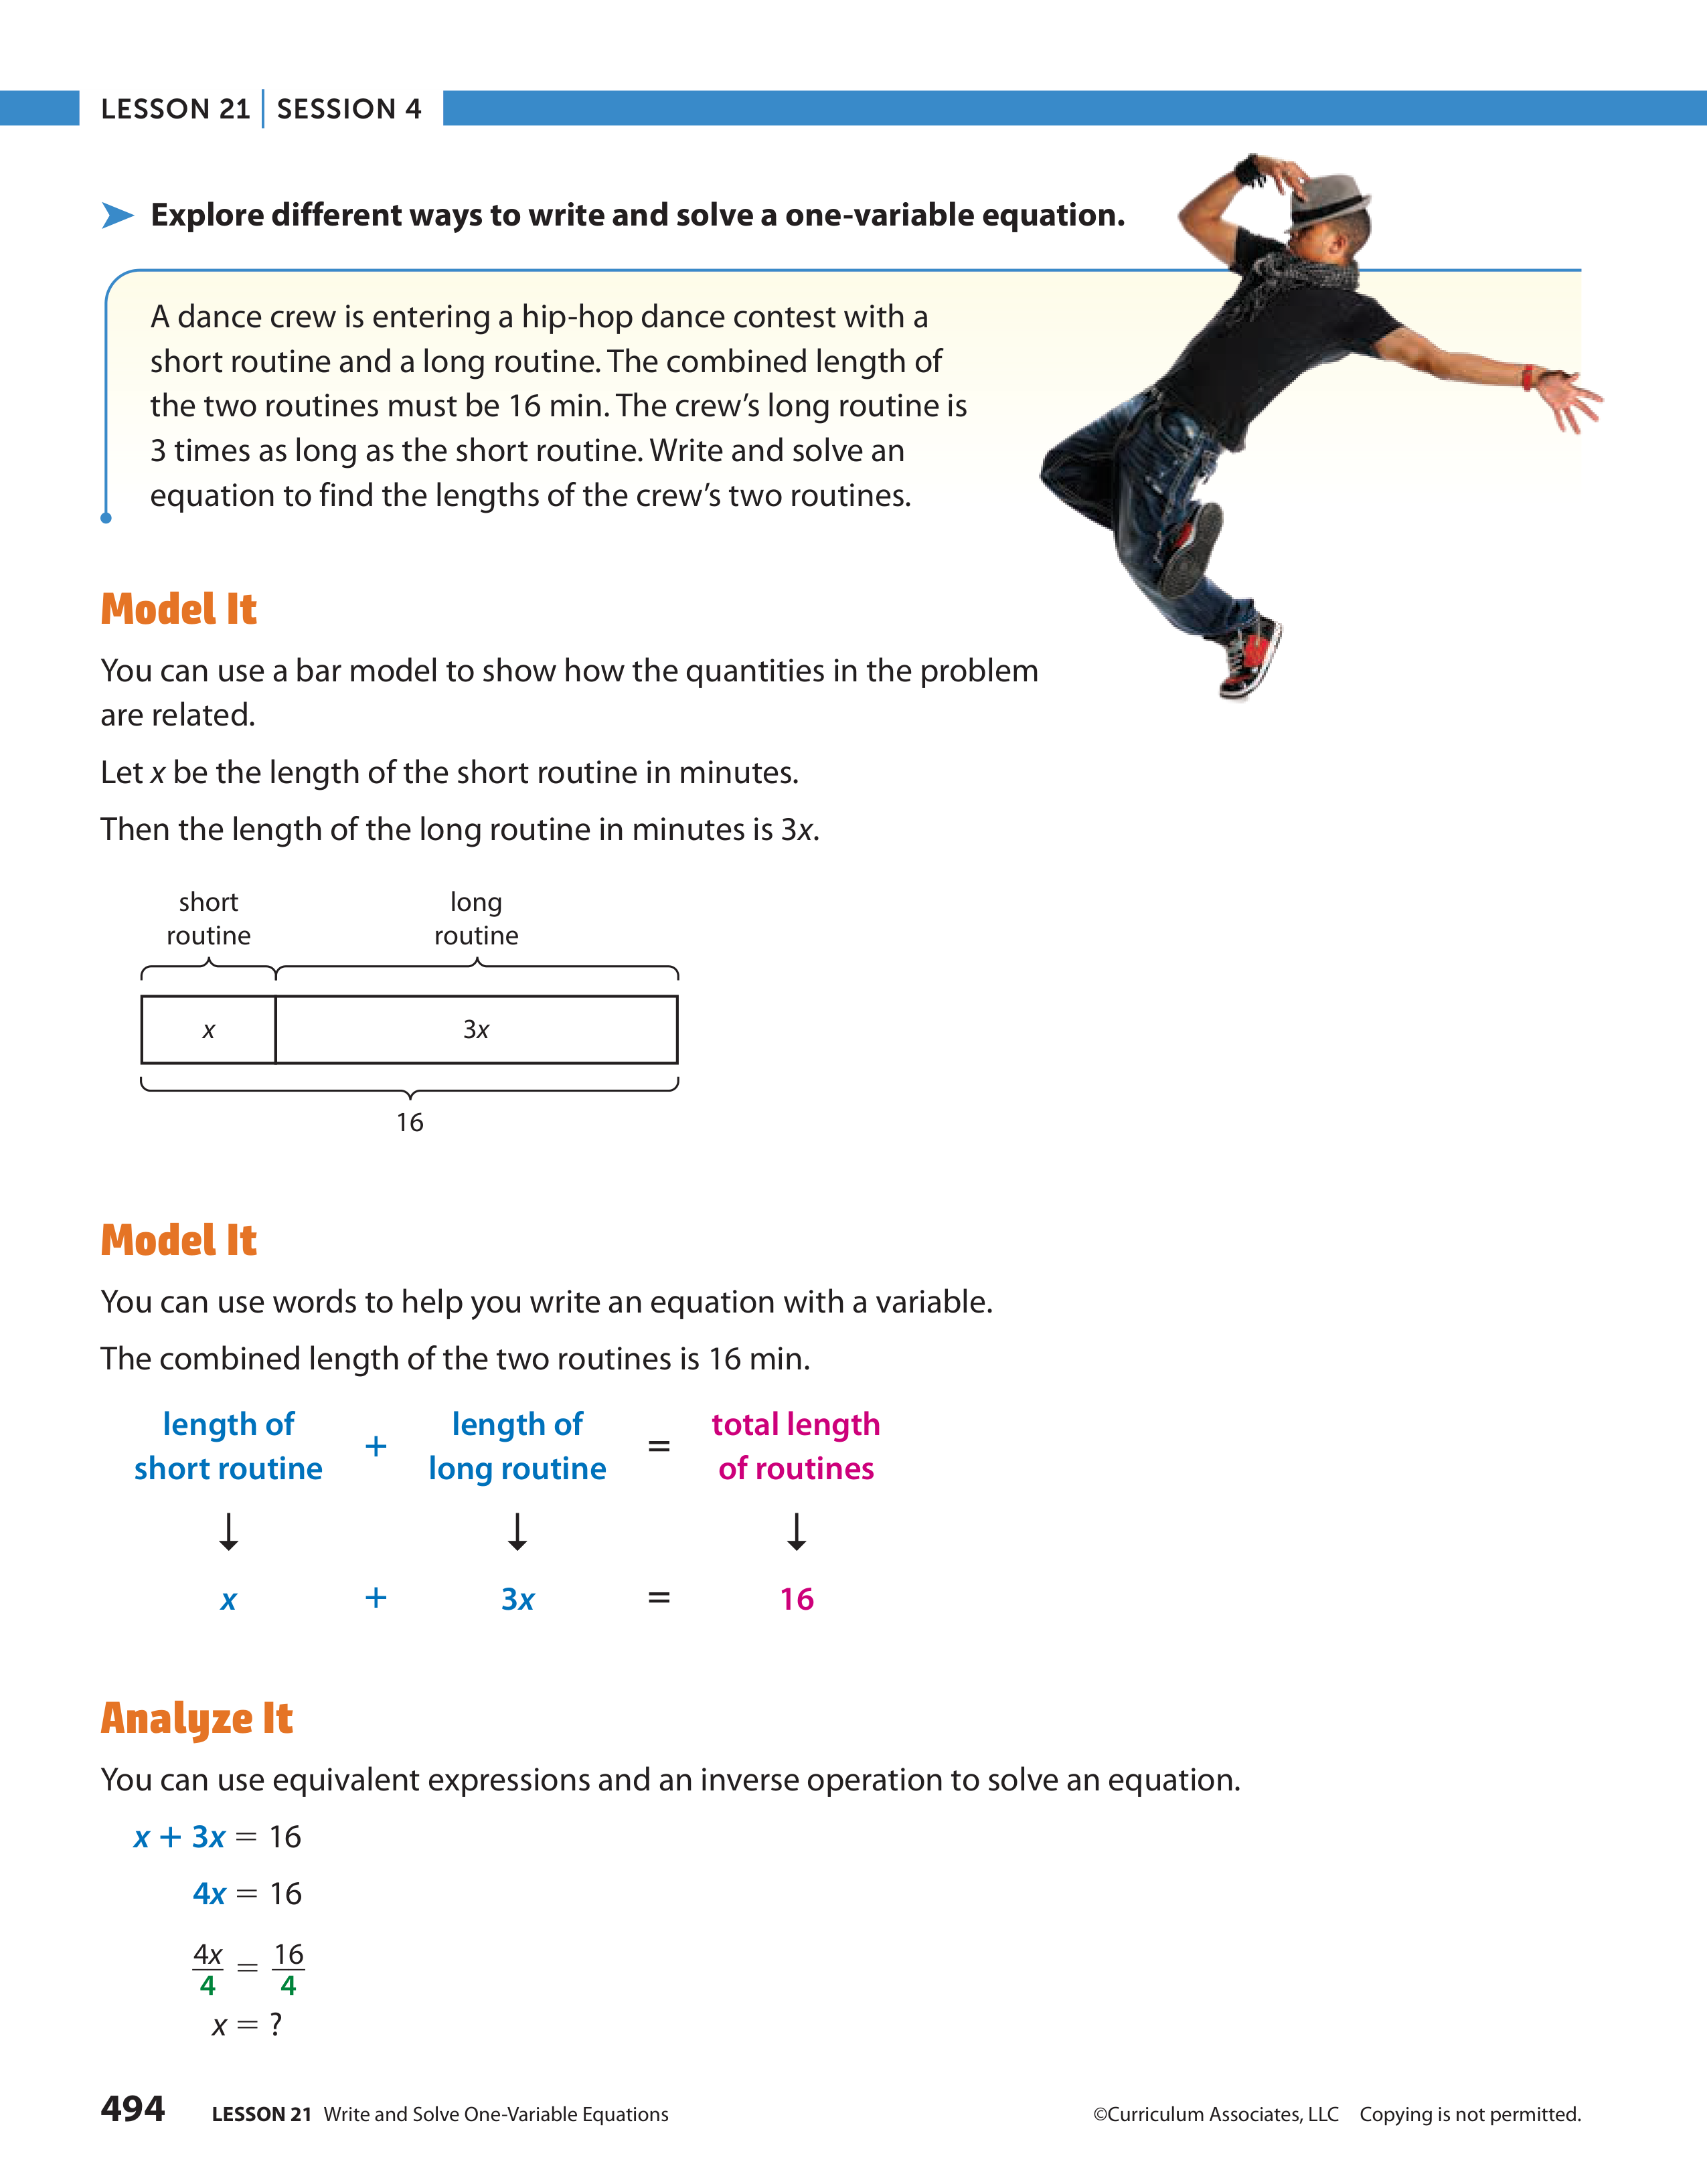 LESSON 21 | SESSION 4
➤ Explore different ways to write and solve a one-variable equation.
A dance crew is entering a hip-hop dance contest with a
short routine and a long routine. The combined length of
the two routines must be 16 min. The crew’s long routine is
3 times as long as the short routine. Write and solve an
equation to find the lengths of the crew’s two routines.
Model It
You can use a bar model to show how the quantities in the problem
are related.
Let x be the length of the short routine in minutes.
Then the length of the long routine in minutes is 3x.
short long
routine routine
x 3x
16
Model It
You can use words to help you write an equation with a variable.
The combined length of the two routines is 16 min.
length of short routine + length of long routine = total length of routines
↓ ↓ ↓
x + 3x = 16
Analyze It
You can use equivalent expressions and an inverse operation to solve an equation.
x + 3x = 16
4x = 16
4x/4 = 16/4
x = ?
494 LESSON 21 Write and Solve One-Variable Equations ©Curriculum Associates, LLC Copying is not permitted.